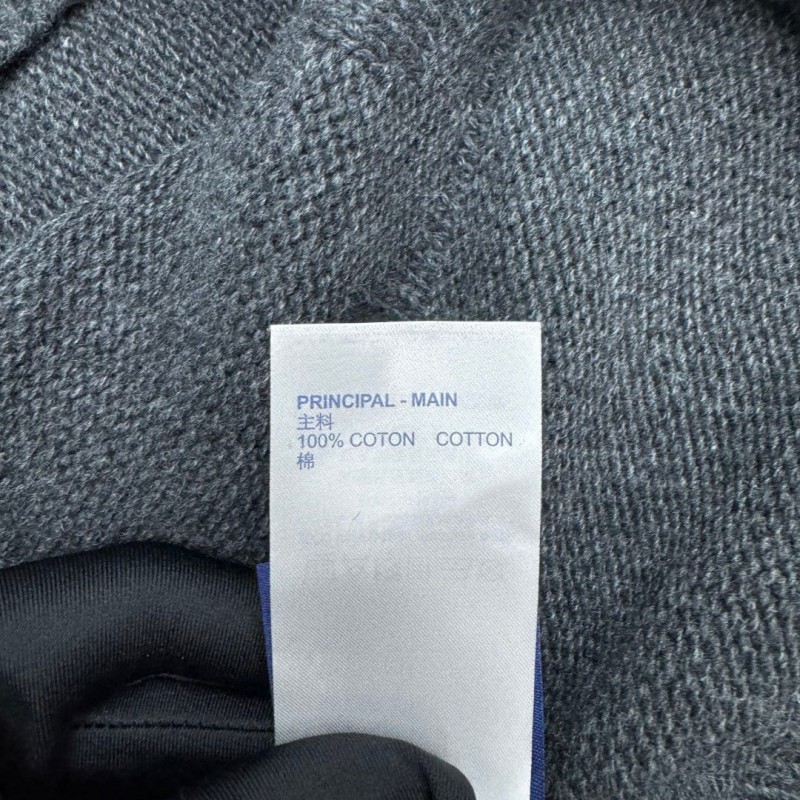 PRINCIPAL - MAIN
主料
100% COTON COTTON
棉